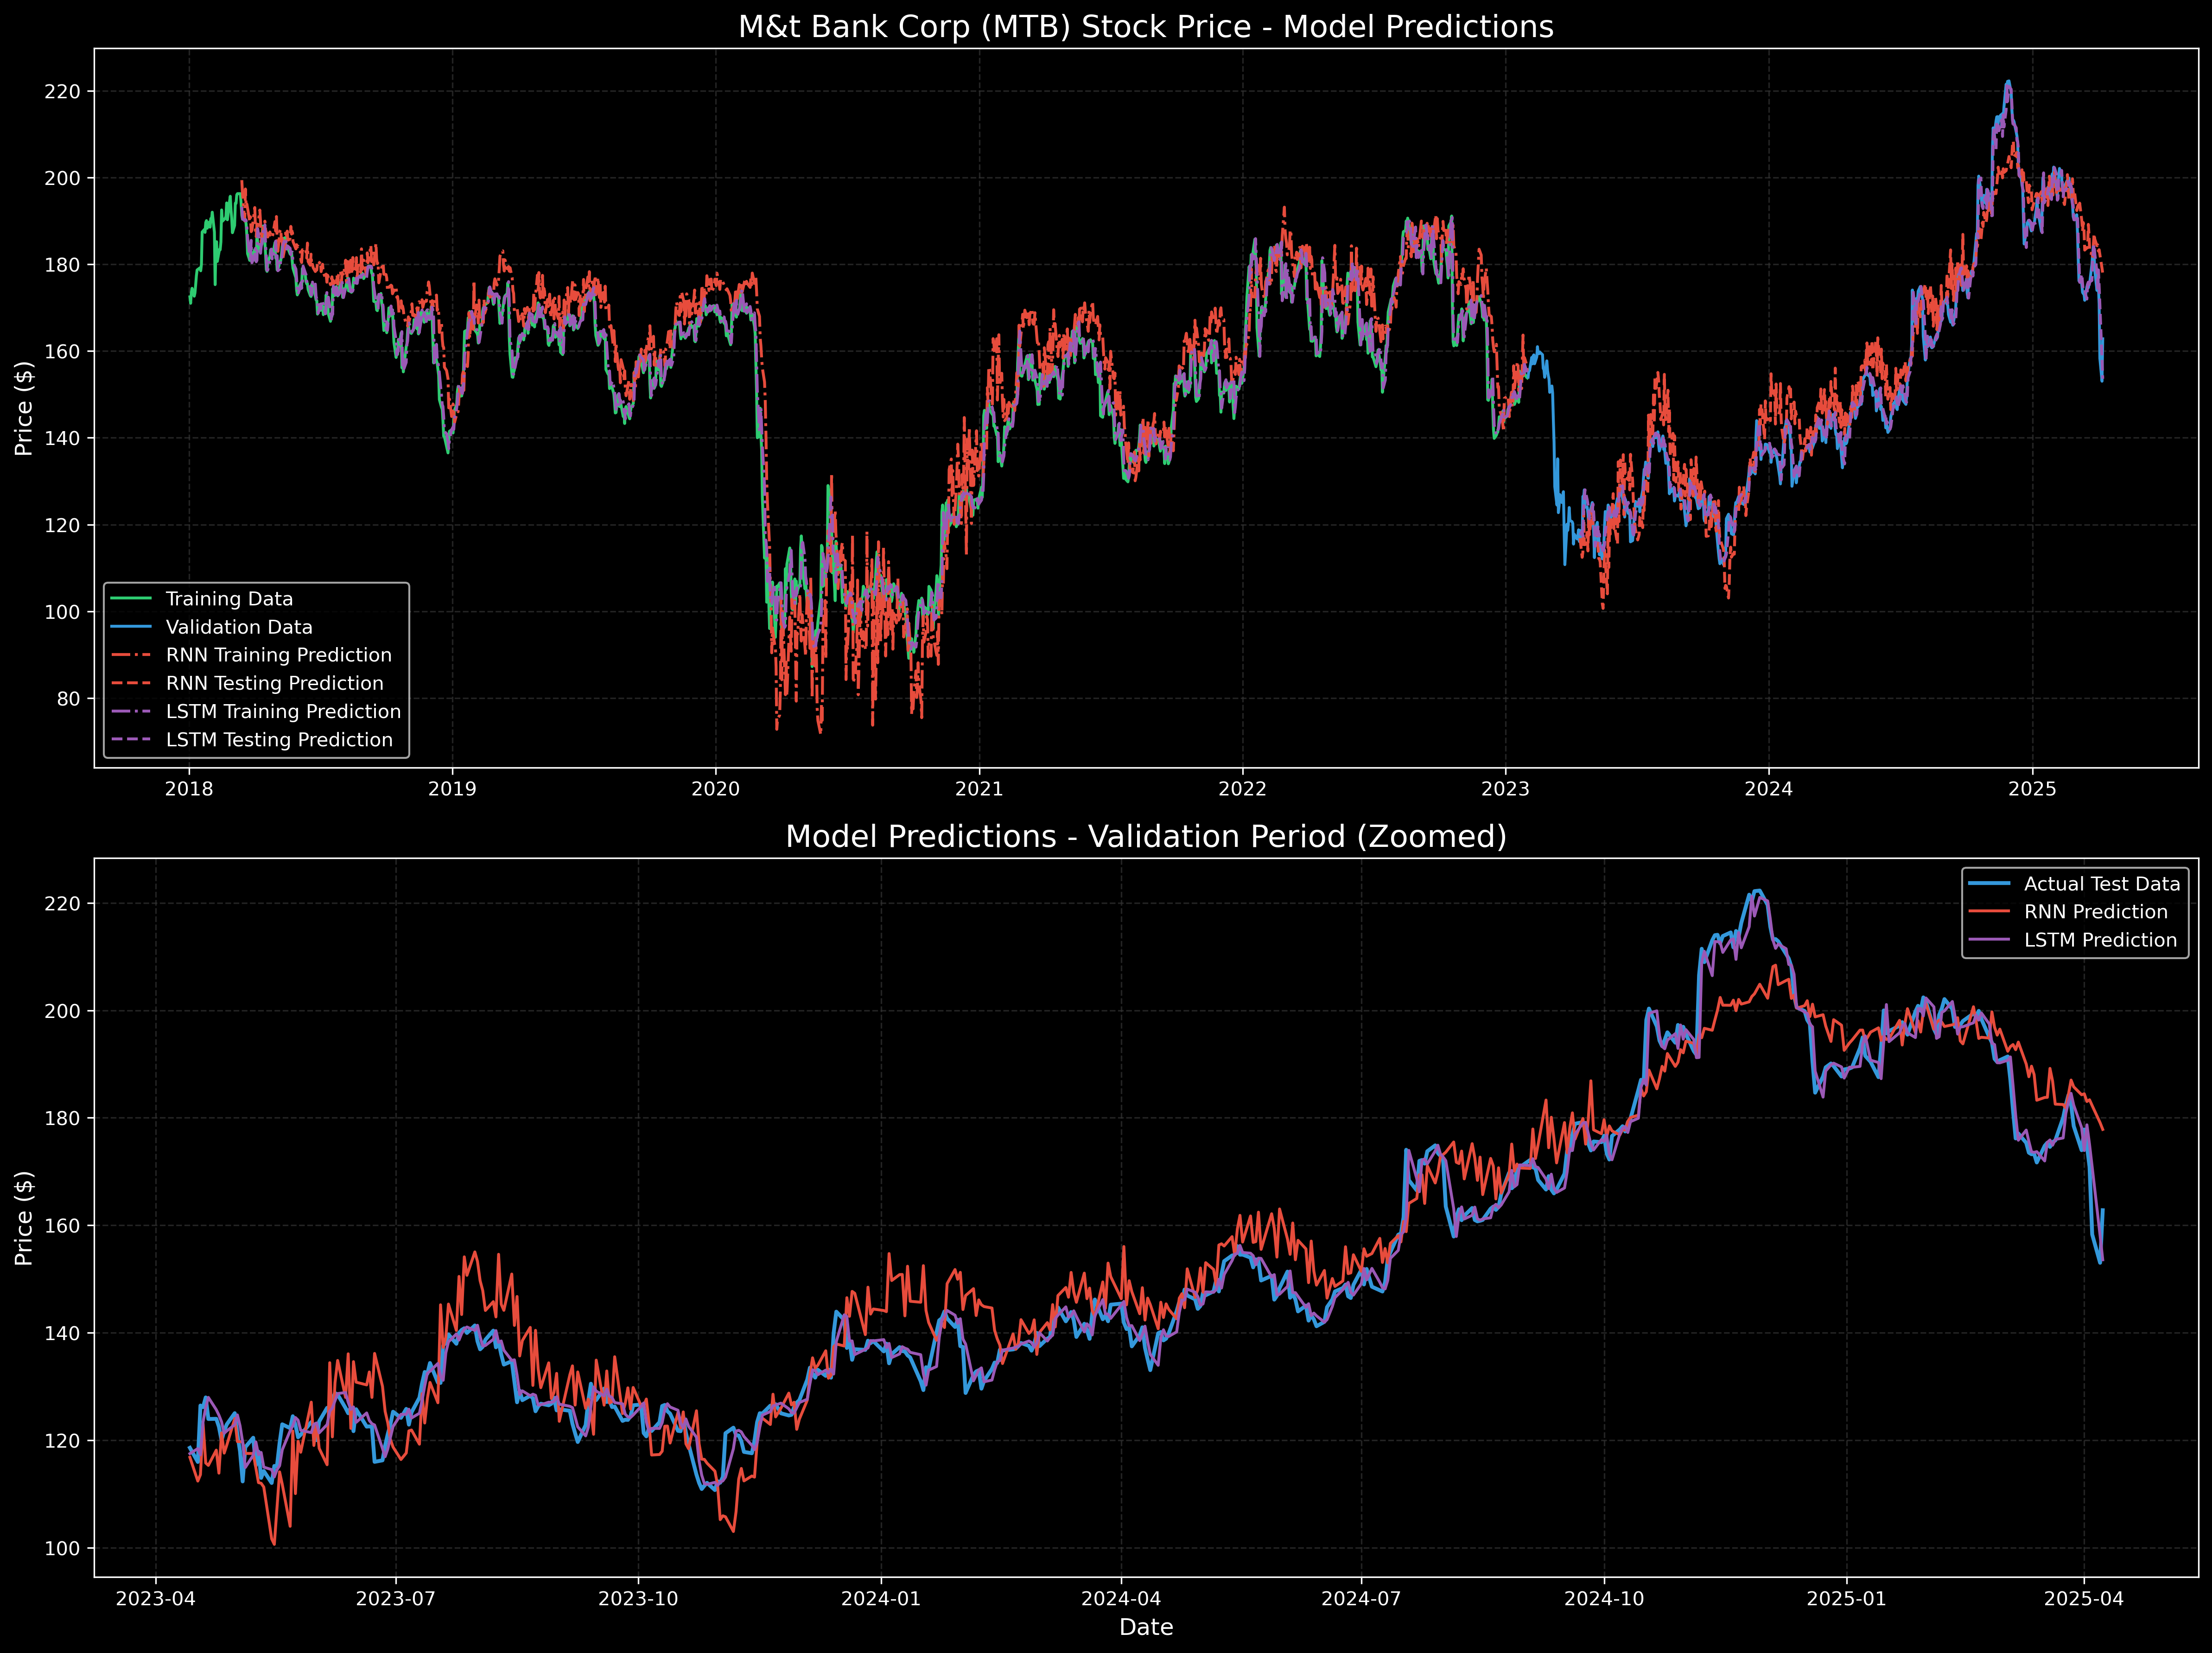 M&t Bank Corp (MTB) Stock Price - Model Predictions
Price ($)
220
200
180
160
140
120
100
80
Training Data
Validation Data
RNN Training Prediction
RNN Testing Prediction
LSTM Training Prediction
LSTM Testing Prediction
2018
2019
2020
2021
2022
2023
2024
2025
Model Predictions - Validation Period (Zoomed)
Price ($)
220
200
180
160
140
120
100
Actual Test Data
RNN Prediction
LSTM Prediction
2023-04
2023-07
2023-10
2024-01
2024-04
2024-07
2024-10
2025-01
2025-04
Date